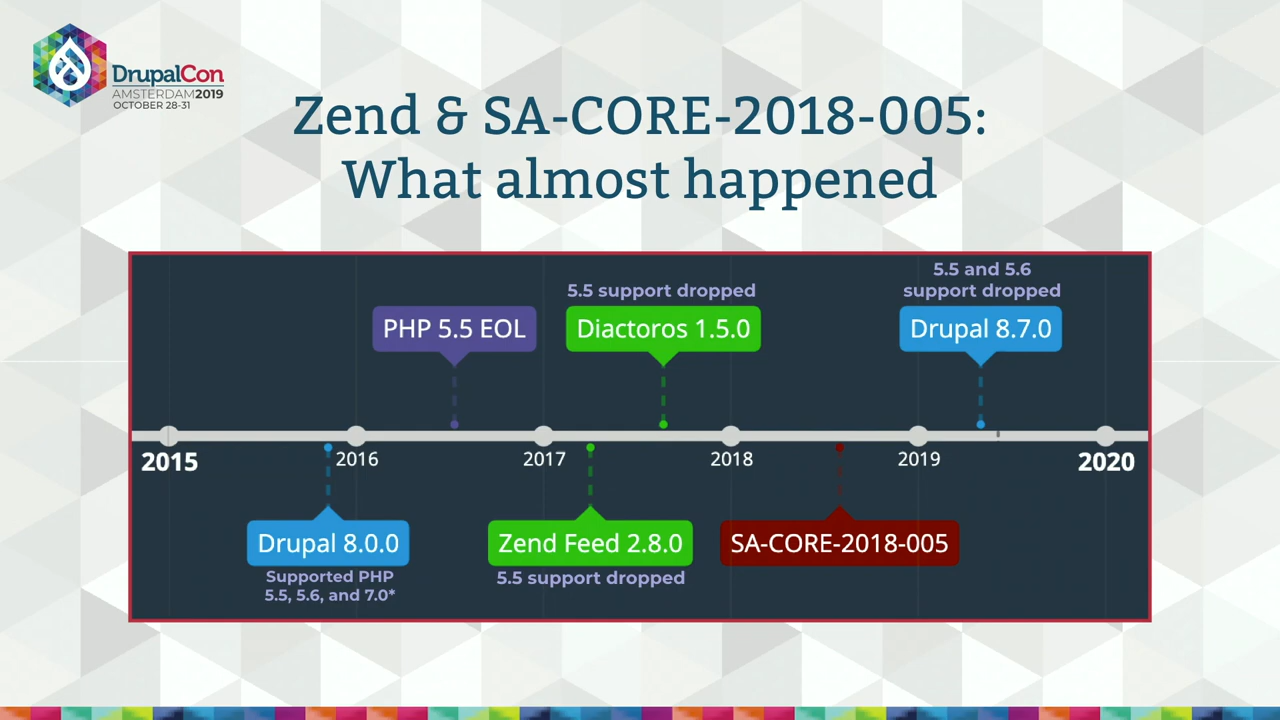 DrupalCon
AMSTERDAM2019
OCTOBER 28-31
Zend & SA-CORE-2018-005:
What almost happened
5.5 and 5.6
support dropped
5.5 support dropped
PHP 5.5 EOL
Diactoros 1.5.0
Drupal 8.7.0
2015
2016
2017
2018
2019
2020
Drupal 8.0.0
Zend Feed 2.8.0
SA-CORE-2018-005
Supported PHP
5.5, 5.6, and 7.0*
5.5 support dropped